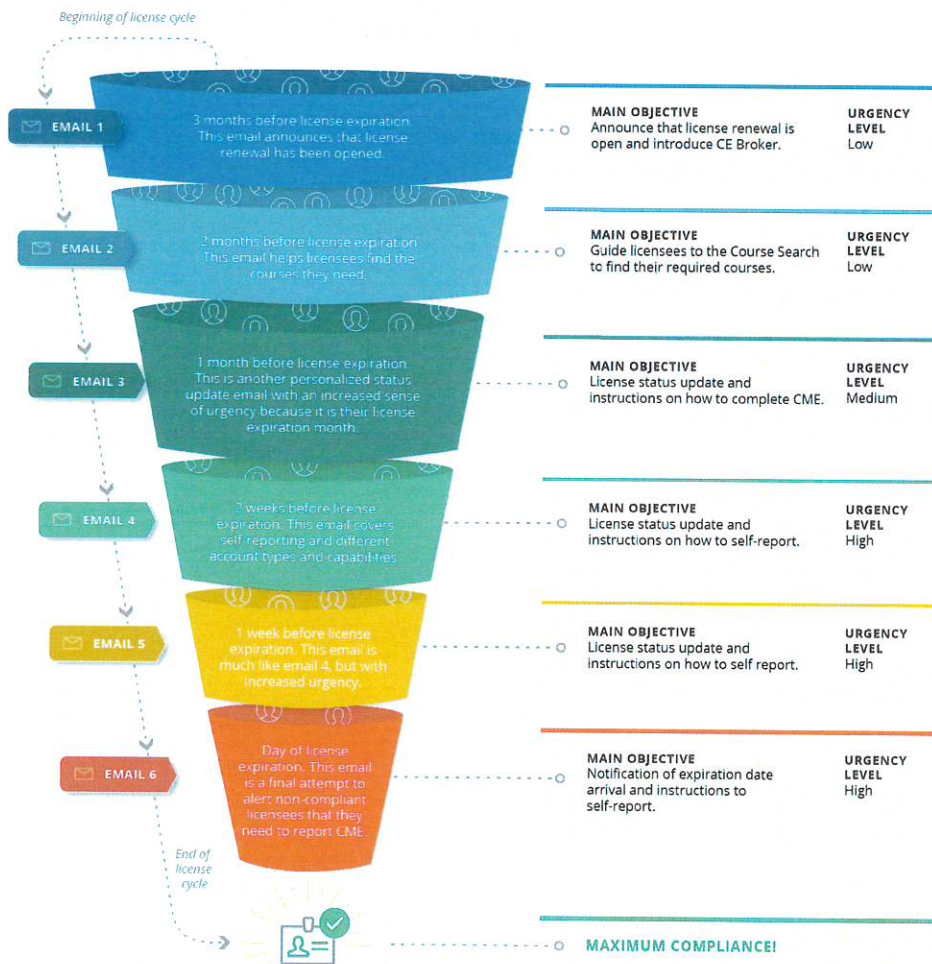 Beginning of license cycle
EMAIL 1
3 months before license expiration.
This email announces that license
renewal has been opened.
MAIN OBJECTIVE
Announce that license renewal is
open and introduce CE Broker.
URGENCY
LEVEL
Low
EMAIL 2
2 months before license expiration.
This email helps licensees find the
courses they need.
MAIN OBJECTIVE
Guide licensees to the Course Search
to find their required courses.
URGENCY
LEVEL
Low
EMAIL 3
1 month before license expiration.
This is another personalized status
update email with an increased sense
of urgency because it is their license
expiration month.
MAIN OBJECTIVE
License status update and
instructions on how to complete CME.
URGENCY
LEVEL
Medium
EMAIL 4
2 weeks before license
expiration. This email covers
self-reporting and different
account types and capabilities.
MAIN OBJECTIVE
License status update and
instructions on how to self-report.
URGENCY
LEVEL
High
EMAIL 5
1 week before license
expiration. This email is
much like email 4, but with
increased urgency.
MAIN OBJECTIVE
License status update and
instructions on how to self report.
URGENCY
LEVEL
High
EMAIL 6
Day of license
expiration. This email
is a final attempt to
alert non-compliant
licensees that they
need to report CME.
MAIN OBJECTIVE
Notification of expiration date
arrival and instructions to
self-report.
URGENCY
LEVEL
High
End of
license
cycle
MAXIMUM COMPLIANCE!